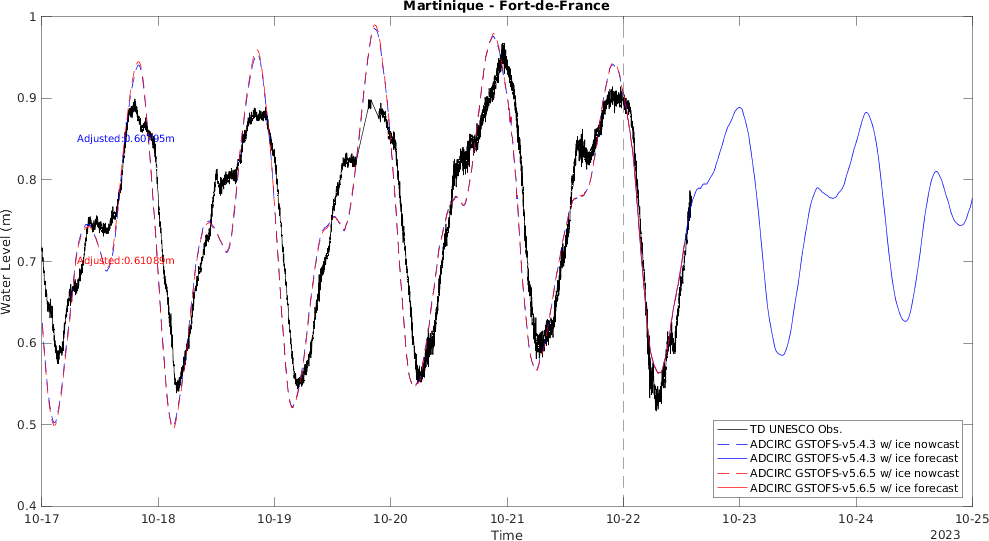 Martinique - Fort-de-France
1
0.9
0.8
0.7
0.6
0.5
0.4
Water Level (m)
Adjusted:0.60795m
Adjusted:0.61089m
TD UNESCO Obs.
ADCIRC GSTOFS-v5.4.3 w/ ice nowcast
ADCIRC GSTOFS-v5.4.3 w/ ice forecast
ADCIRC GSTOFS-v5.6.5 w/ ice nowcast
ADCIRC GSTOFS-v5.6.5 w/ ice forecast
10-17 10-18 10-19 10-20 10-21 10-22 10-23 10-24 10-25
Time
2023